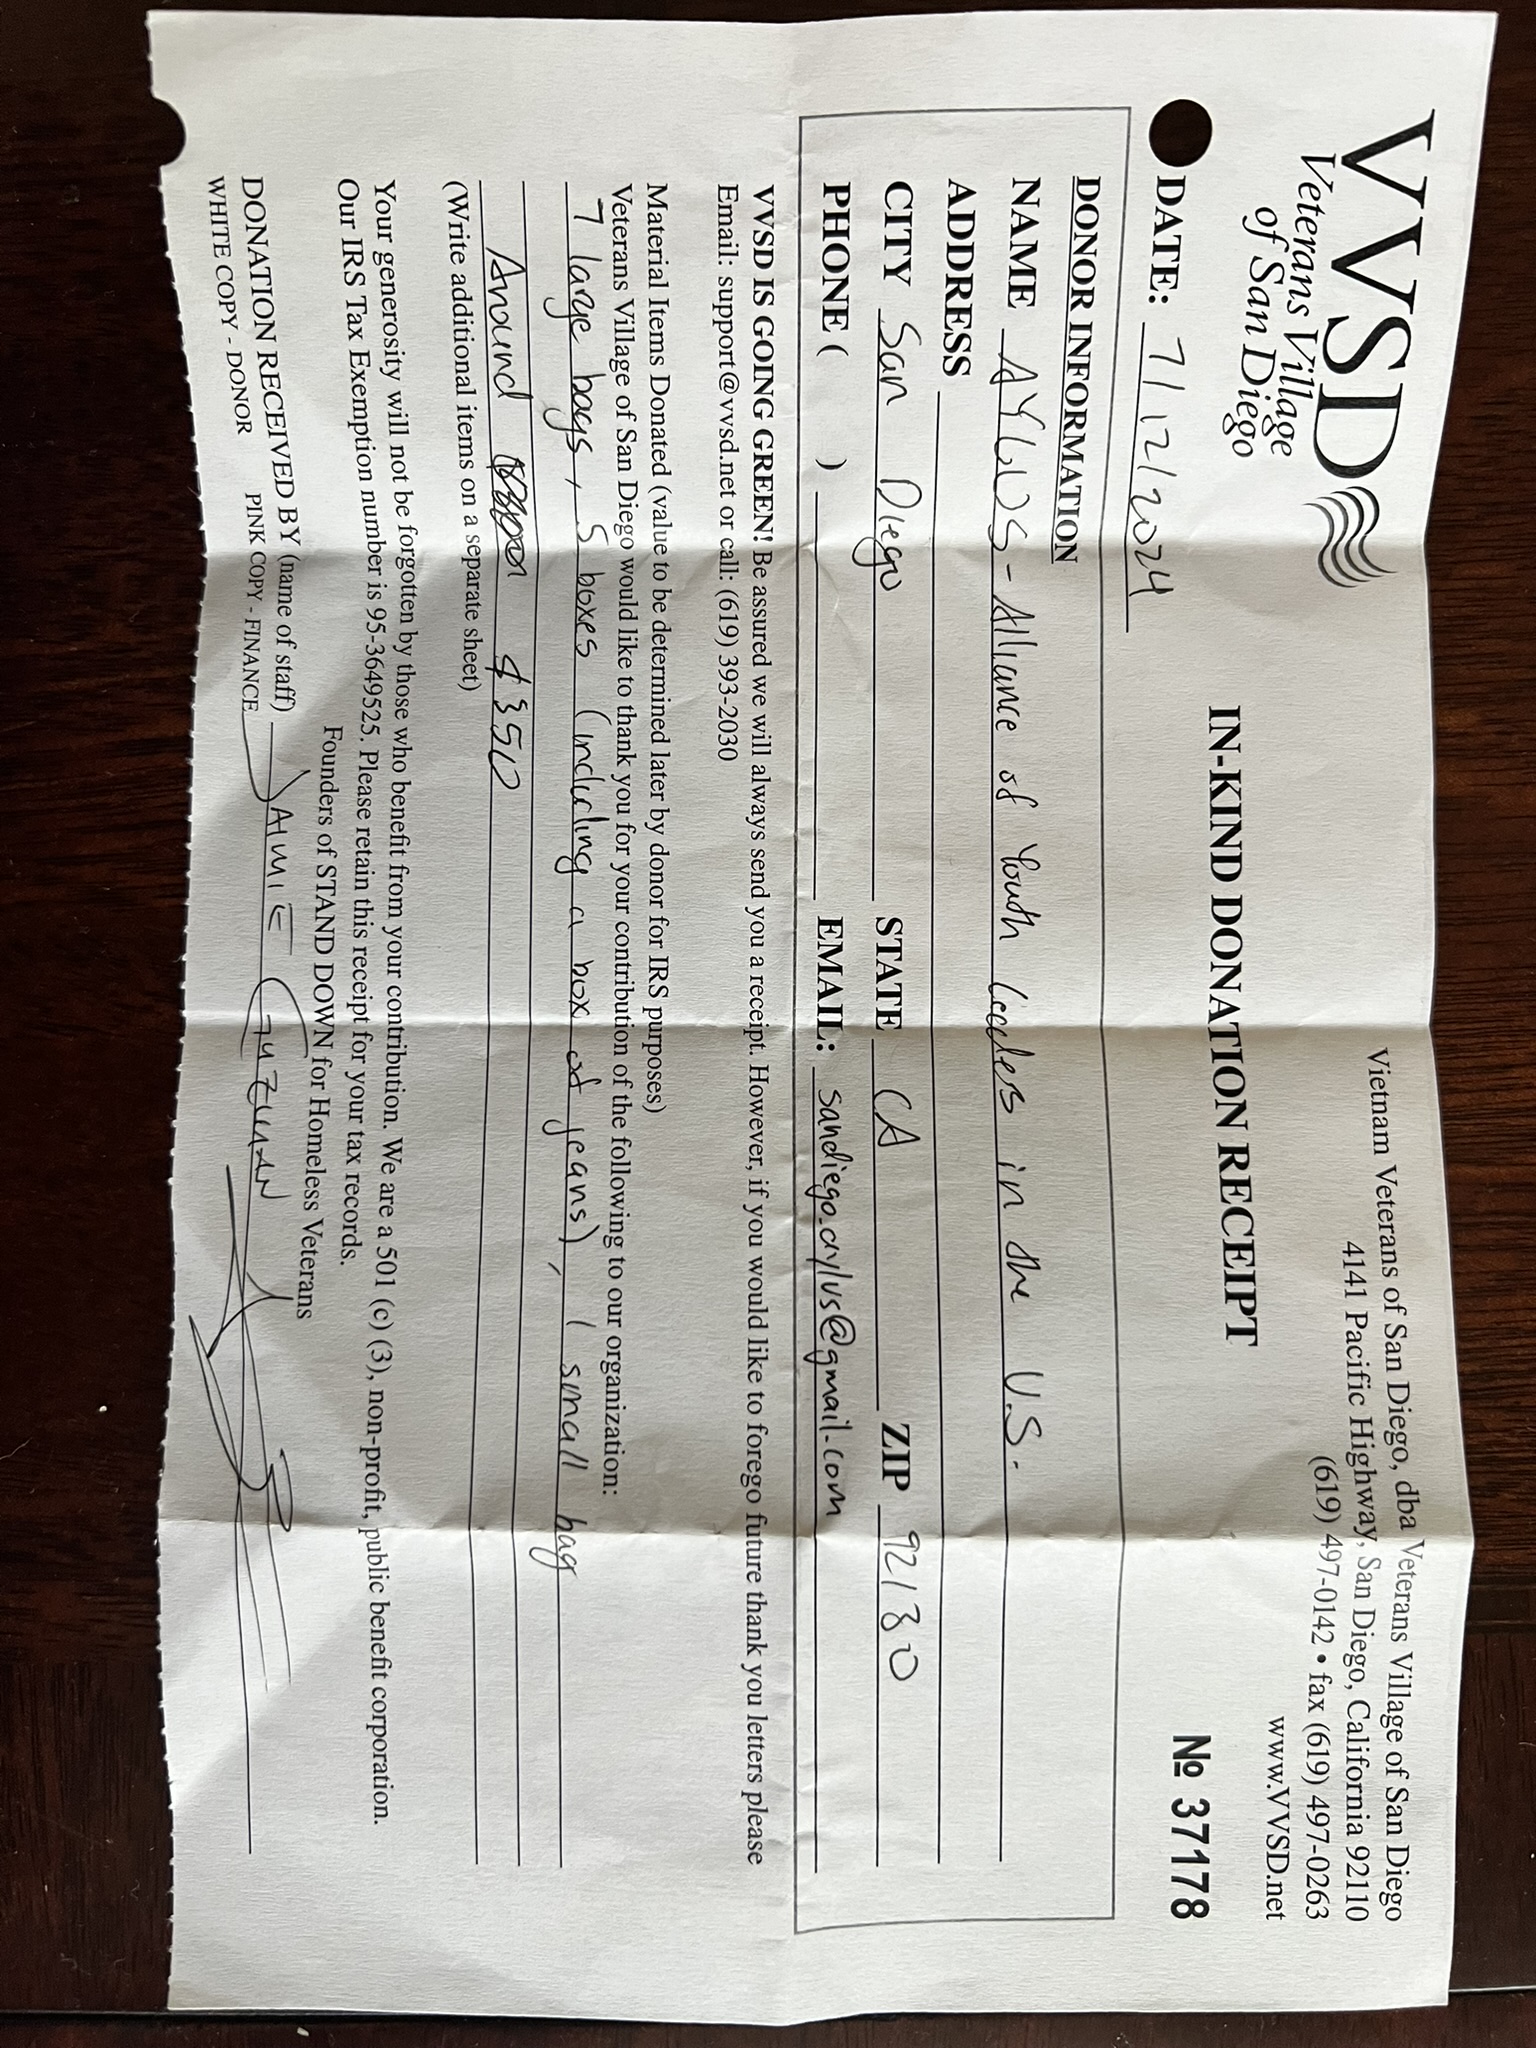 VVSD
Veterans Village
of San Diego
Vietnam Veterans of San Diego, dba Veterans Village of San Diego
4141 Pacific Highway, San Diego, California 92110
(619) 497-0142 • fax (619) 497-0263
www.VVSD.net
IN-KIND DONATION RECEIPT
№ 37178
DATE: 7/12/2024
DONOR INFORMATION
NAME AYLUS - Alliance of Youth Leaders in the U.S.
ADDRESS
CITY San Diego STATE CA ZIP 92130
PHONE ( ) EMAIL: sandiego.aylus@gmail.com
VVSD IS GOING GREEN! Be assured we will always send you a receipt. However, if you would like to forego future thank you letters please
Email: support@vvsd.net or call: (619) 393-2030
Material Items Donated (value to be determined later by donor for IRS purposes)
Veterans Village of San Diego would like to thank you for your contribution of the following to our organization:
7 large bags, 5 boxes (including a box of jeans), 1 small bag
Around $350
(Write additional items on a separate sheet)
Your generosity will not be forgotten by those who benefit from your contribution. We are a 501 (c) (3), non-profit, public benefit corporation.
Our IRS Tax Exemption number is 95-3649525. Please retain this receipt for your tax records.
Founders of STAND DOWN for Homeless Veterans
DONATION RECEIVED BY (name of staff) JAIMIE GUZMAN
WHITE COPY - DONOR PINK COPY - FINANCE